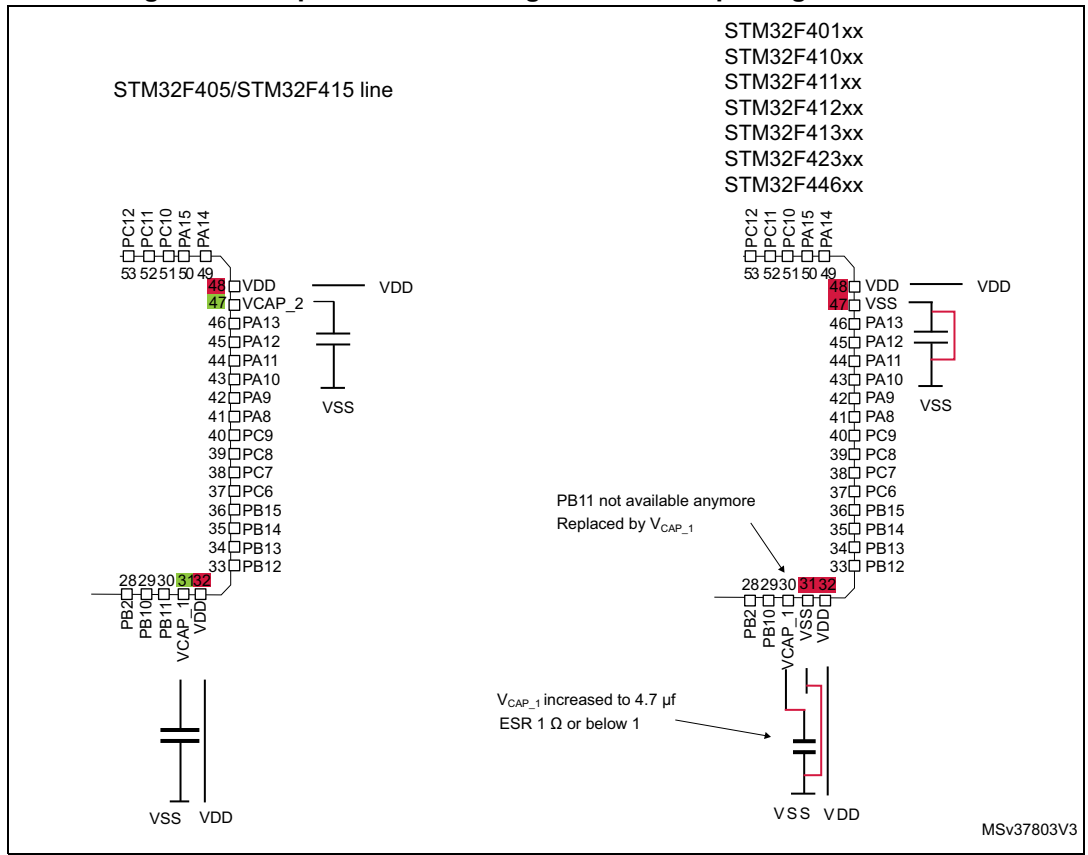 STM32F405/STM32F415 line
PC12
PC11
PC10
PA15
PA14
53 52 51 50 49
48 VDD
VDD
47 VCAP_2
46 PA13
45 PA12
44 PA11
43 PA10
42 PA9
41 PA8
40 PC9
39 PC8
38 PC7
37 PC6
36 PB15
35 PB14
34 PB13
33 PB12
VSS
28 29 30 31 32
PB2
PB10
PB11
VCAP_1
VDD
VSS VDD
STM32F401xx
STM32F410xx
STM32F411xx
STM32F412xx
STM32F413xx
STM32F423xx
STM32F446xx
PC12
PC11
PC10
PA15
PA14
53 52 51 50 49
48 VDD
VDD
47 VSS
46 PA13
45 PA12
44 PA11
43 PA10
42 PA9
41 PA8
40 PC9
39 PC8
38 PC7
37 PC6
36 PB15
35 PB14
34 PB13
33 PB12
VSS
PB11 not available anymore
Replaced by VCAP_1
28 29 30 31 32
PB2
PB10
VCAP_1
VSS
VDD
VCAP_1 increased to 4.7 µf
ESR 1 Ω or below 1
VSS VDD
MSv37803V3